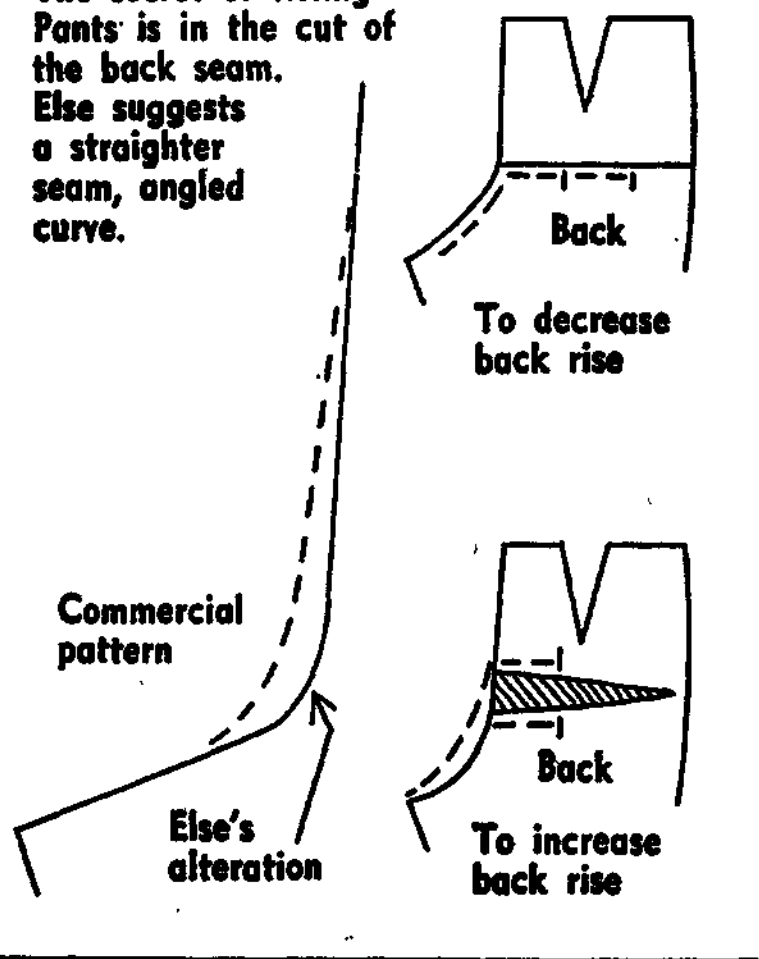 Pants is in the cut of
the back seam.
Else suggests
a straighter
seam, angled
curve.
Back
To decrease
back rise
Commercial
pattern
Else's
alteration
Back
To increase
back rise